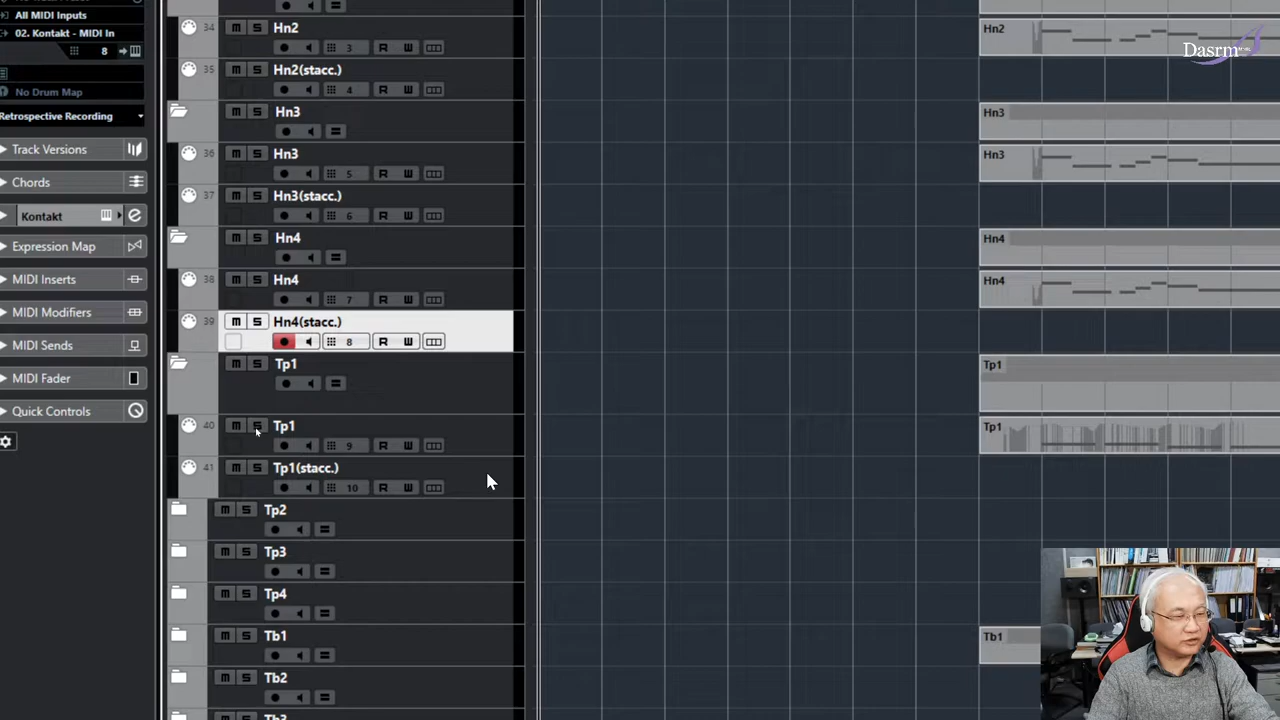 All MIDI Inputs
02. Kontakt - MIDI In
8
No Drum Map
Retrospective Recording
Track Versions
Chords
Kontakt
Expression Map
MIDI Inserts
MIDI Modifiers
MIDI Sends
MIDI Fader
Quick Controls
34 M S Hn2
3 R W
35 M S Hn2(stacc.)
4 R W
M S Hn3
36 M S Hn3
5 R W
37 M S Hn3(stacc.)
6 R W
M S Hn4
38 M S Hn4
7 R W
39 M S Hn4(stacc.)
8 R W
M S Tp1
40 M S Tp1
9 R W
41 M S Tp1(stacc.)
10 R W
M S Tp2
M S Tp3
M S Tp4
M S Tb1
M S Tb2
Hn2
Hn3
Hn3
Hn4
Hn4
Tp1
Tp1
Tb1
Dasrm